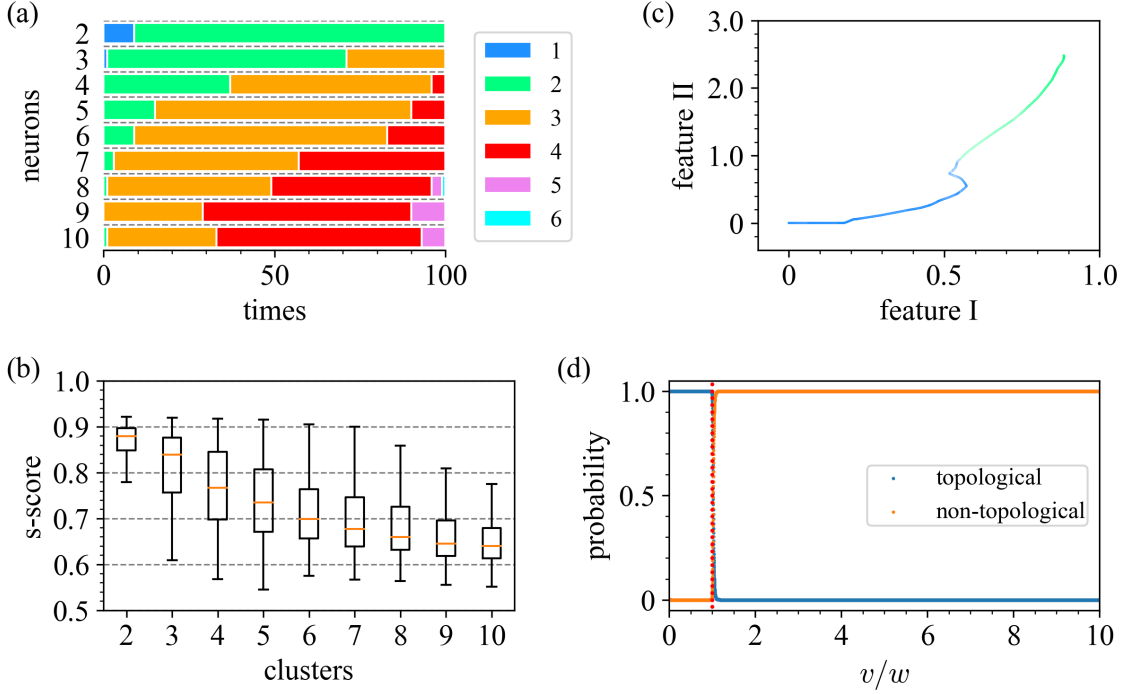 (a)
neurons
2
3
4
5
6
7
8
9
10
0 50 100
times
1
2
3
4
5
6
(c)
feature II
3.0
2.0
1.0
0
0 0.5 1.0
feature I
(b)
s-score
1.0
0.9
0.8
0.7
0.6
0.5
2 3 4 5 6 7 8 9 10
clusters
(d)
probability
1.0
0.5
0
topological
non-topological
0 2 4 6 8 10
v/w